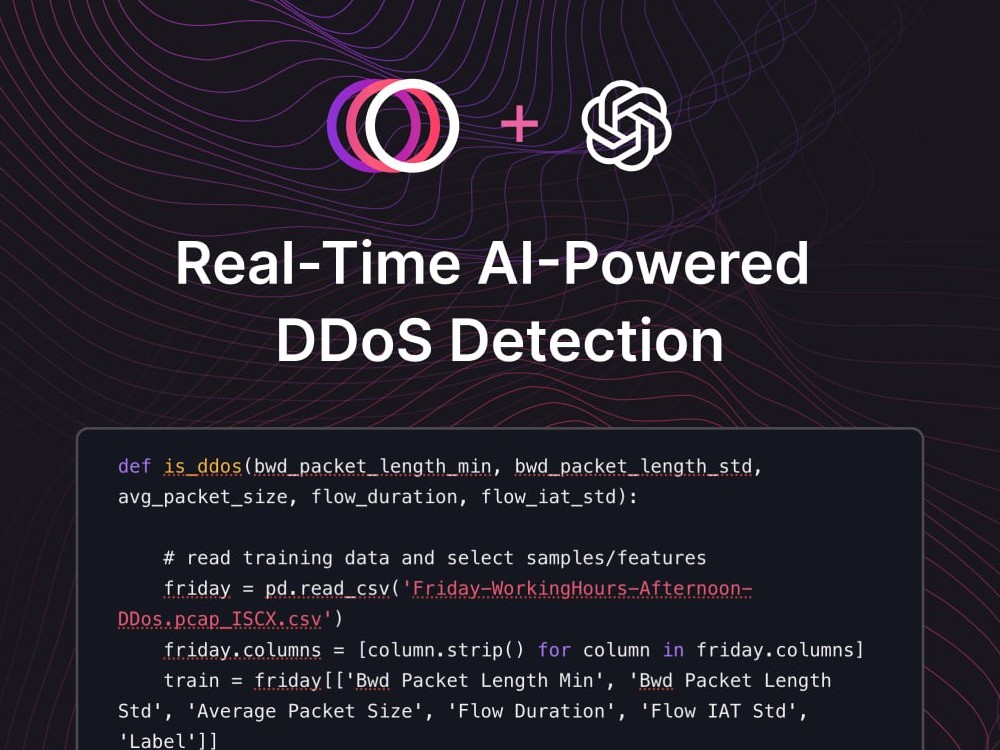 Real-Time AI-Powered
DDoS Detection
def is_ddos(bwd_packet_length_min, bwd_packet_length_std,
avg_packet_size, flow_duration, flow_iat_std):
# read training data and select samples/features
friday = pd.read_csv('Friday-WorkingHours-Afternoon-
DDos.pcap_ISCX.csv')
friday.columns = [column.strip() for column in friday.columns]
train = friday[['Bwd Packet Length Min', 'Bwd Packet Length
Std', 'Average Packet Size', 'Flow Duration', 'Flow IAT Std',
'Label']]